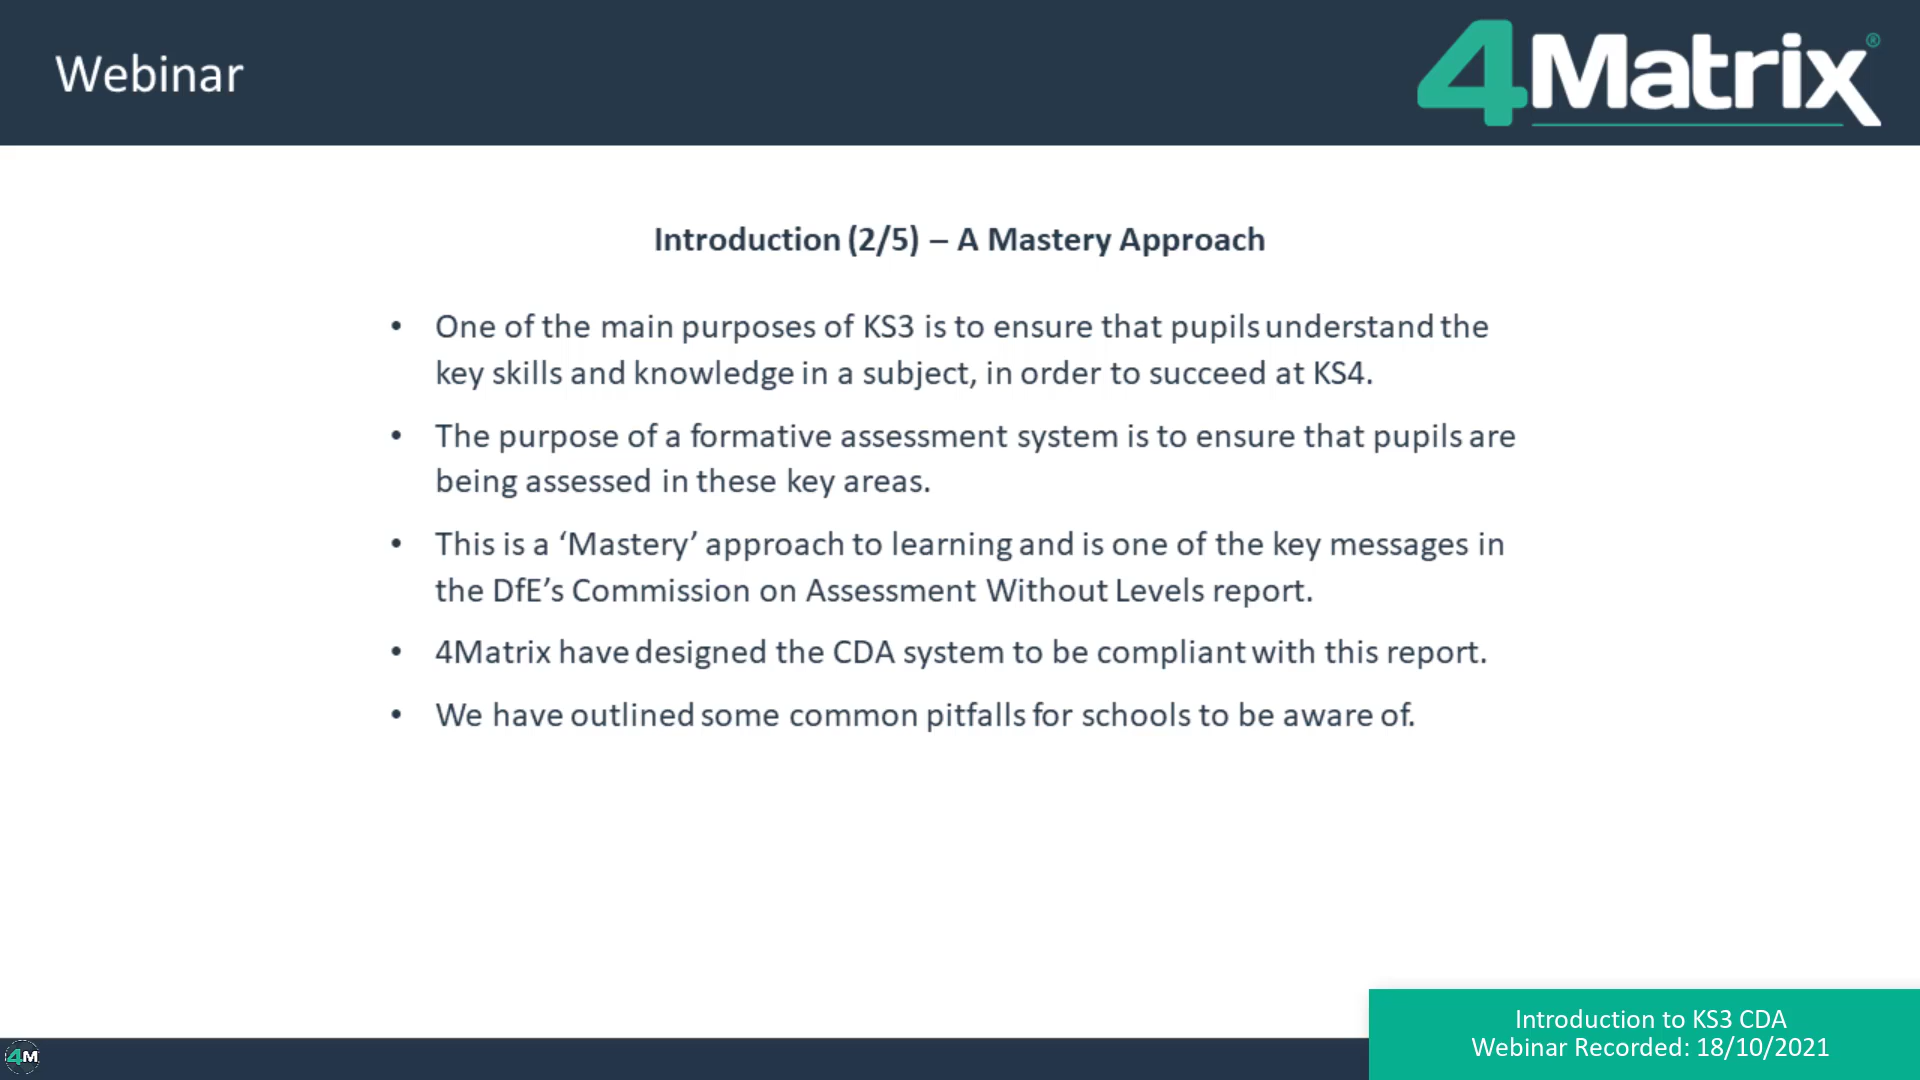 Webinar
4Matrix®
Introduction (2/5) – A Mastery Approach
• One of the main purposes of KS3 is to ensure that pupils understand the
key skills and knowledge in a subject, in order to succeed at KS4.
• The purpose of a formative assessment system is to ensure that pupils are
being assessed in these key areas.
• This is a ‘Mastery’ approach to learning and is one of the key messages in
the DfE’s Commission on Assessment Without Levels report.
• 4Matrix have designed the CDA system to be compliant with this report.
• We have outlined some common pitfalls for schools to be aware of.
Introduction to KS3 CDA
Webinar Recorded: 18/10/2021
4M